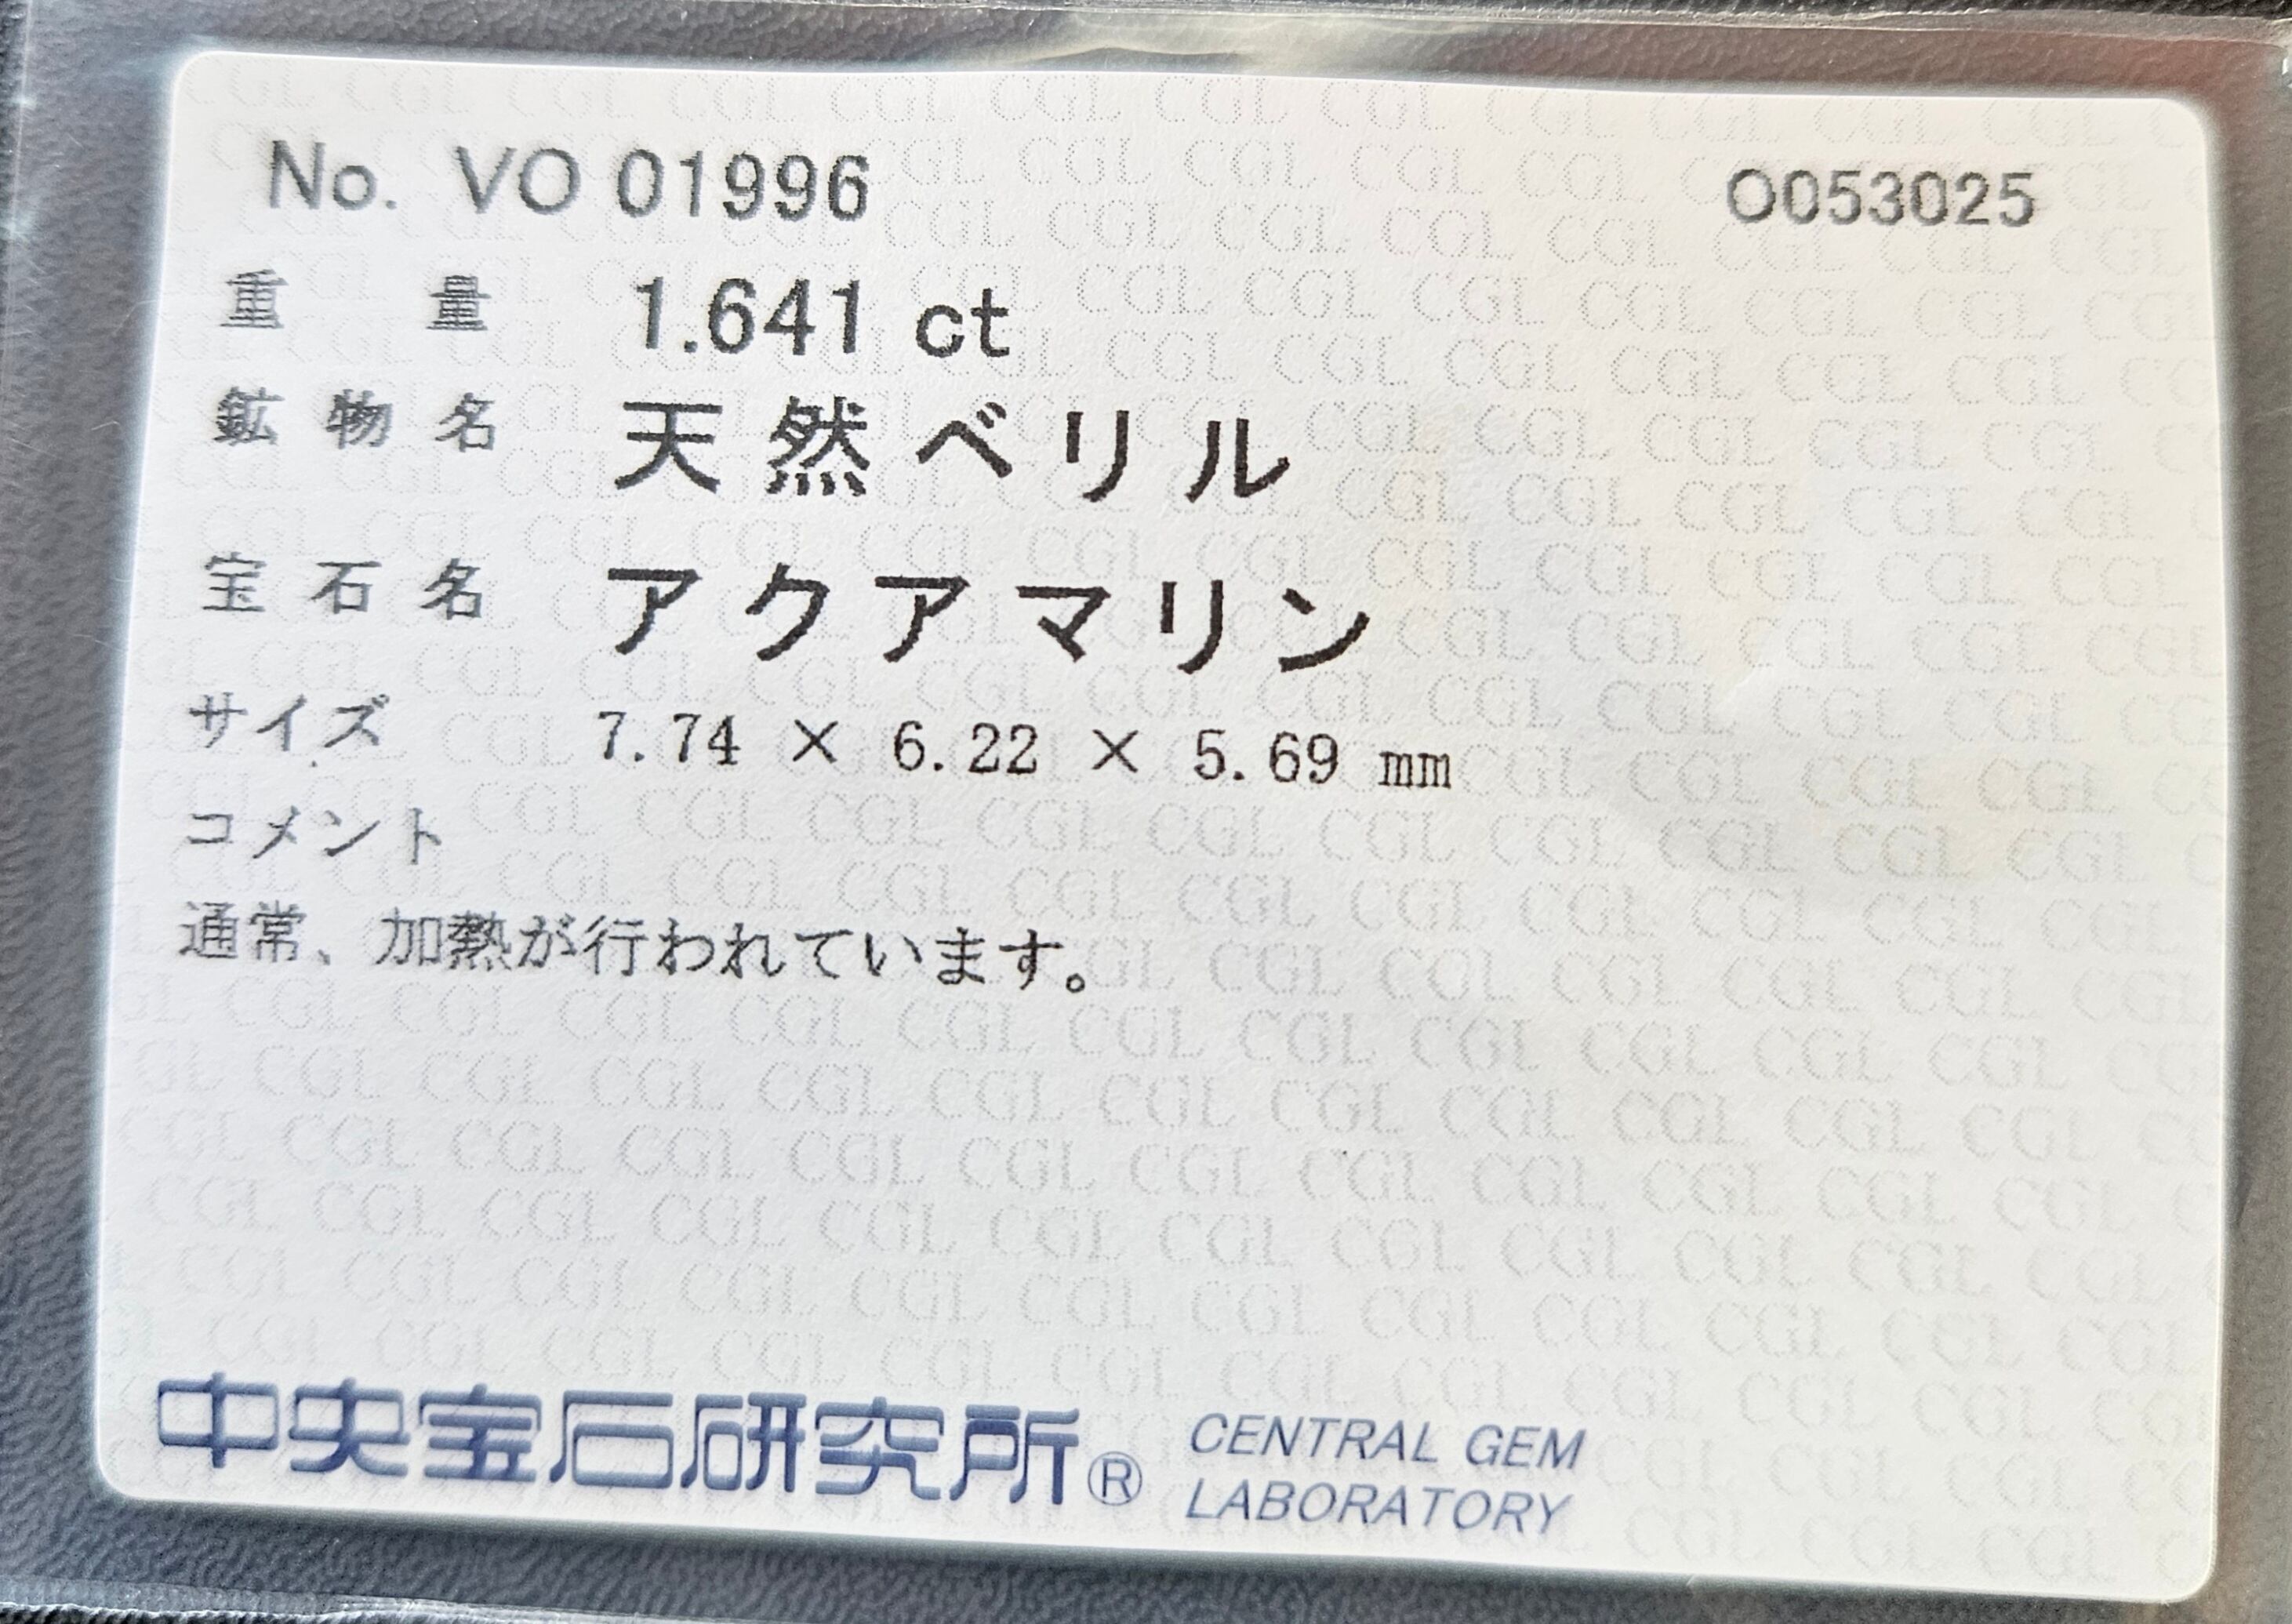 No. VO 01996 O053025
重量 1.641 ct
鉱物名 天然ベリル
宝石名 アクアマリン
サイズ 7.74 × 6.22 × 5.69 mm
コメント
通常、加熱が行われています。
中央宝石研究所® CENTRAL GEM
LABORATORY